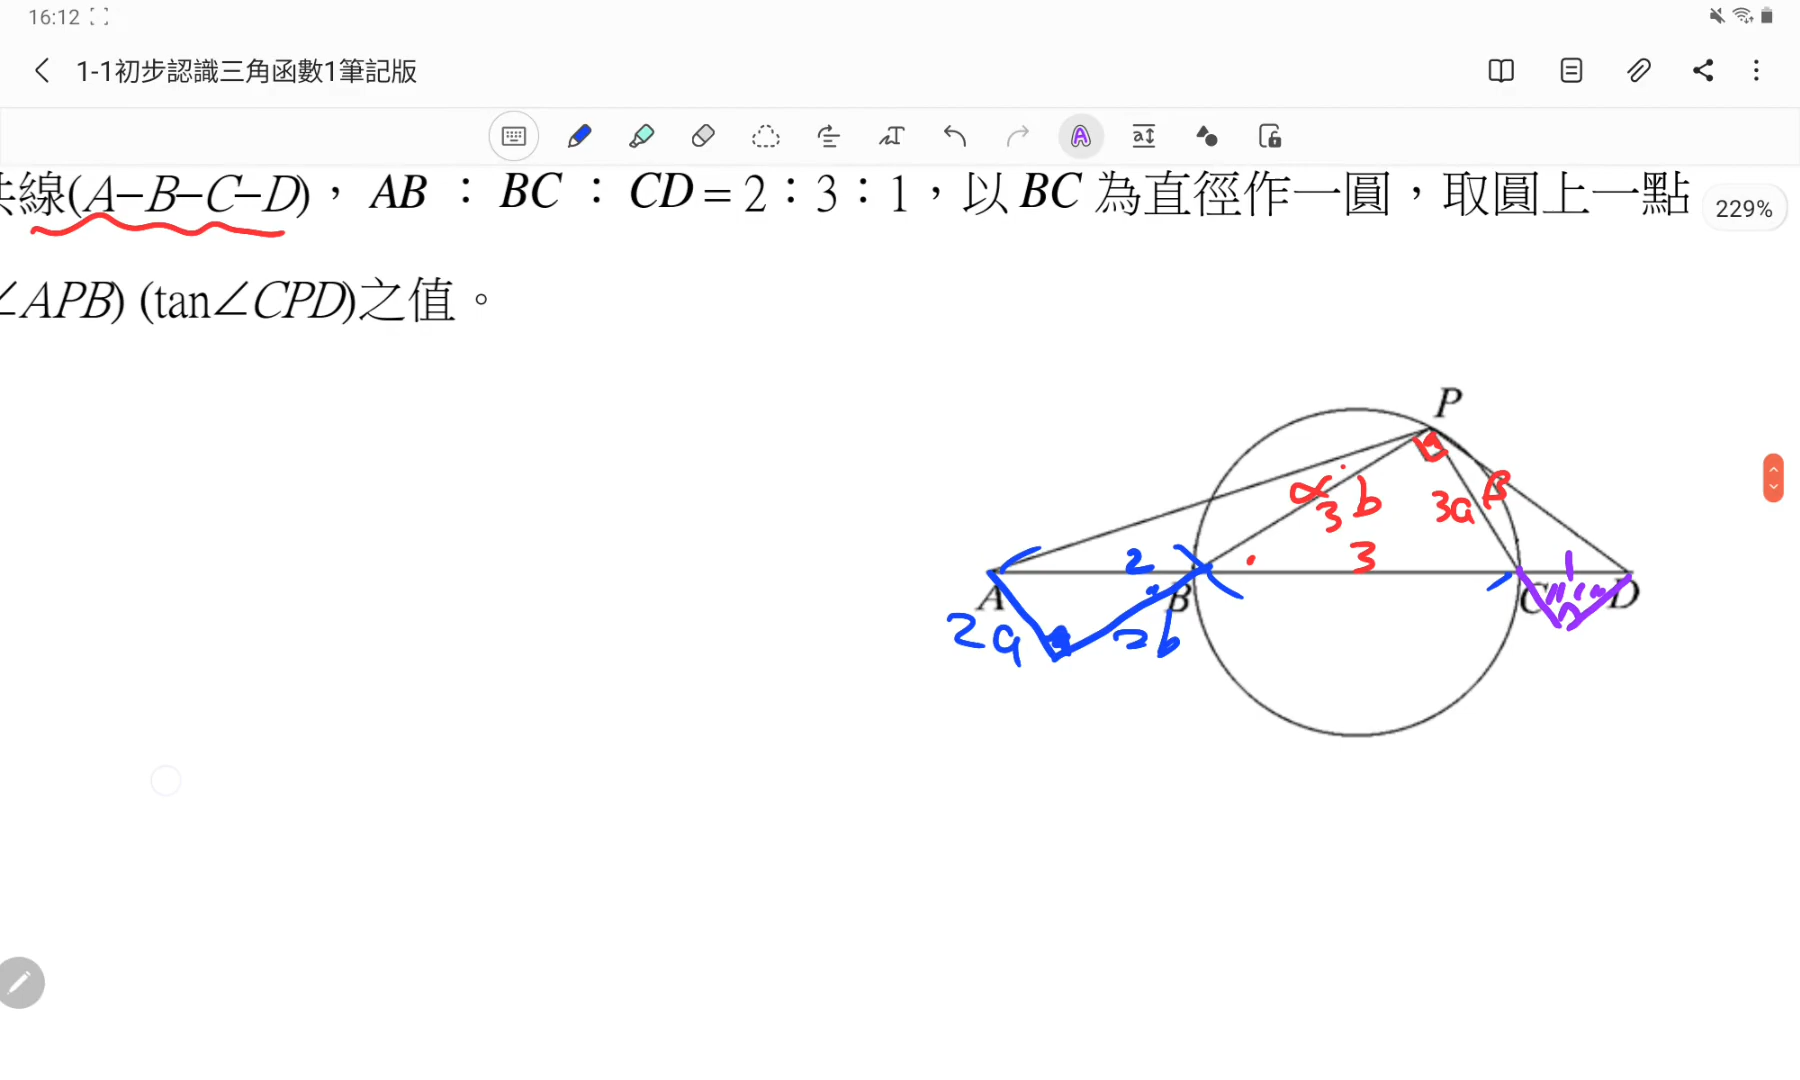 16:12
1-1初步認識三角函數1筆記版
線(A–B–C–D)，AB：BC：CD＝2：3：1，以BC為直徑作一圓，取圓上一點
229%
∠APB) (tan∠CPD)之值。
P
α
3b
3a
β
2
3
1
A
B
C
D
2a
2b